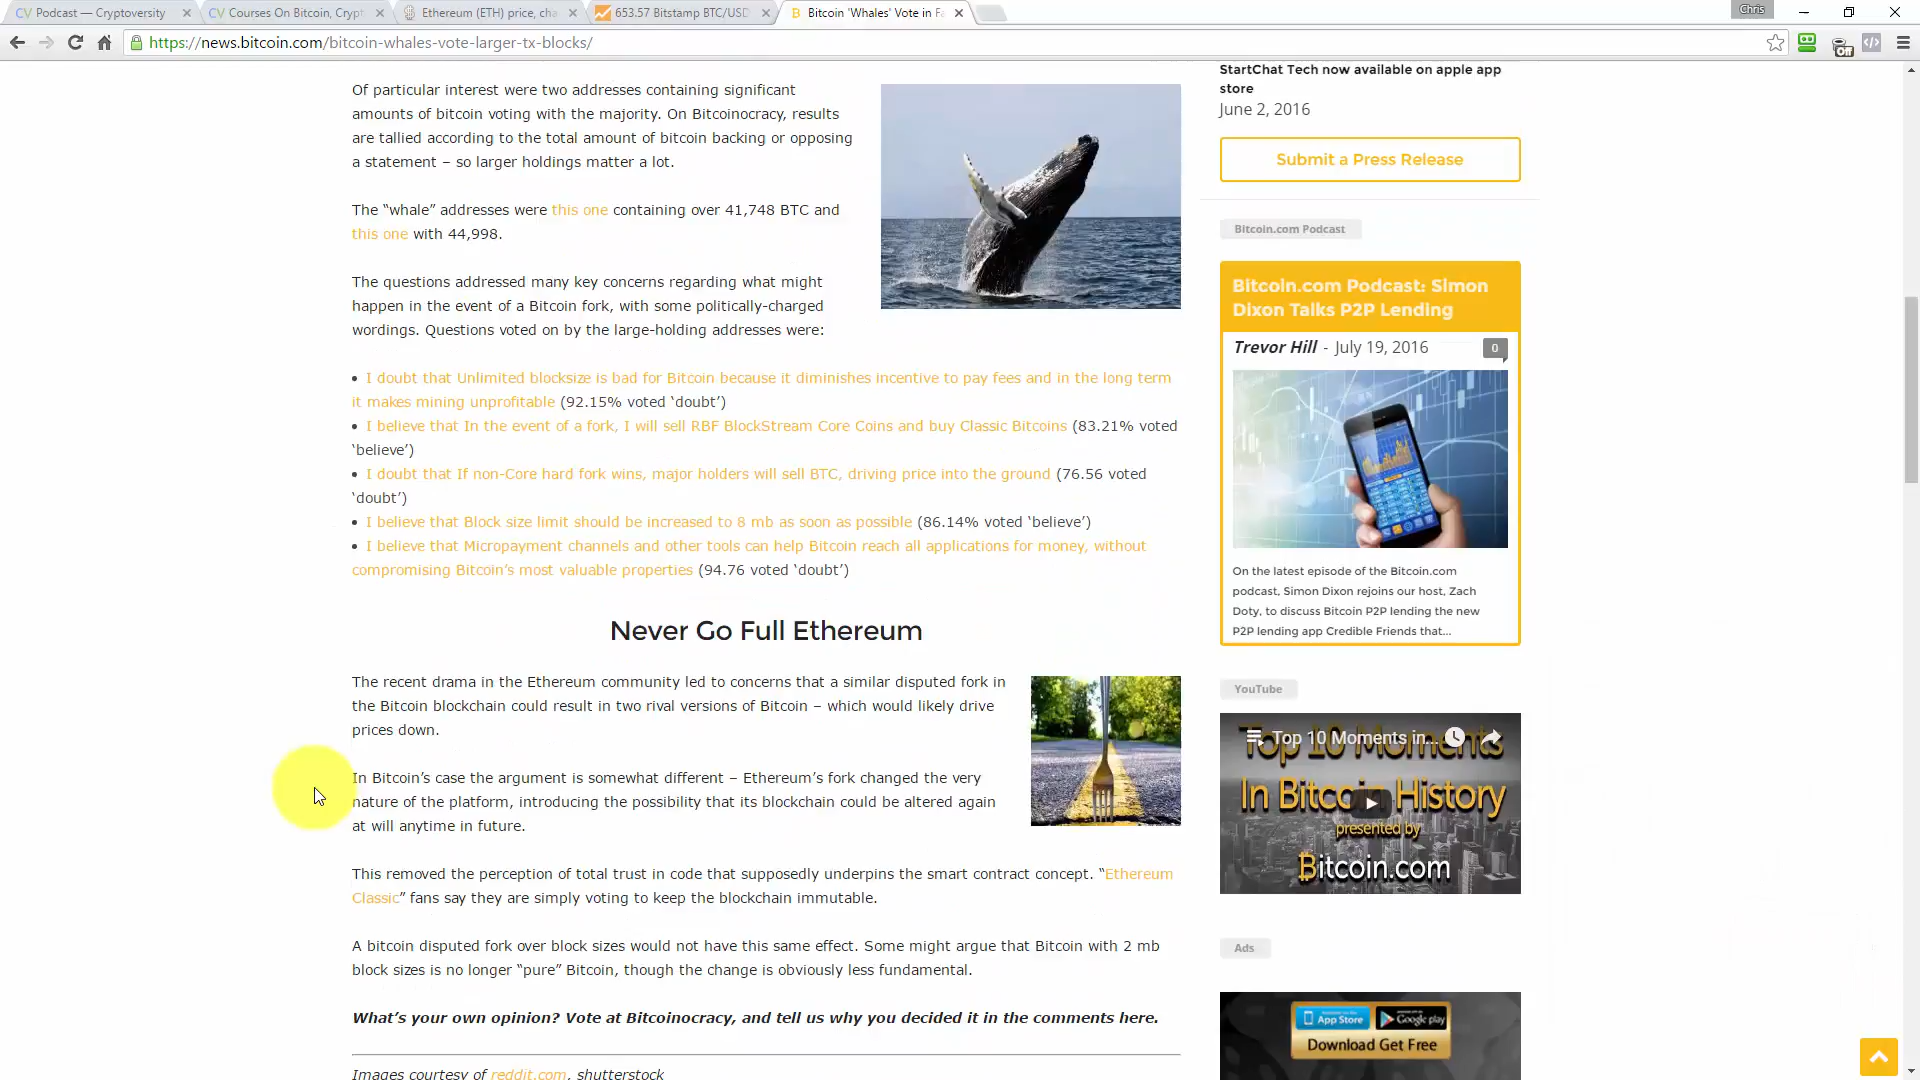 CV Podcast — Cryptoversity
CV Courses On Bitcoin, Crypt
Ethereum (ETH) price, cha
653.57 Bitstamp BTC/USD
Bitcoin 'Whales' Vote in Fa
Chris
https://news.bitcoin.com/bitcoin-whales-vote-larger-tx-blocks/
Off
Of particular interest were two addresses containing significant
amounts of bitcoin voting with the majority. On Bitcoinocracy, results
are tallied according to the total amount of bitcoin backing or opposing
a statement – so larger holdings matter a lot.
The “whale” addresses were this one containing over 41,748 BTC and
this one with 44,998.
The questions addressed many key concerns regarding what might
happen in the event of a Bitcoin fork, with some politically-charged
wordings. Questions voted on by the large-holding addresses were:
• I doubt that Unlimited blocksize is bad for Bitcoin because it diminishes incentive to pay fees and in the long term
it makes mining unprofitable (92.15% voted ‘doubt’)
• I believe that In the event of a fork, I will sell RBF BlockStream Core Coins and buy Classic Bitcoins (83.21% voted
‘believe’)
• I doubt that If non-Core hard fork wins, major holders will sell BTC, driving price into the ground (76.56 voted
‘doubt’)
• I believe that Block size limit should be increased to 8 mb as soon as possible (86.14% voted ‘believe’)
• I believe that Micropayment channels and other tools can help Bitcoin reach all applications for money, without
compromising Bitcoin’s most valuable properties (94.76 voted ‘doubt’)
Never Go Full Ethereum
The recent drama in the Ethereum community led to concerns that a similar disputed fork in
the Bitcoin blockchain could result in two rival versions of Bitcoin – which would likely drive
prices down.
In Bitcoin’s case the argument is somewhat different – Ethereum’s fork changed the very
nature of the platform, introducing the possibility that its blockchain could be altered again
at will anytime in future.
This removed the perception of total trust in code that supposedly underpins the smart contract concept. “Ethereum
Classic” fans say they are simply voting to keep the blockchain immutable.
A bitcoin disputed fork over block sizes would not have this same effect. Some might argue that Bitcoin with 2 mb
block sizes is no longer “pure” Bitcoin, though the change is obviously less fundamental.
What’s your own opinion? Vote at Bitcoinocracy, and tell us why you decided it in the comments here.
Images courtesy of reddit.com, shutterstock
StartChat Tech now available on apple app
store
June 2, 2016
Submit a Press Release
Bitcoin.com Podcast
Bitcoin.com Podcast: Simon
Dixon Talks P2P Lending
Trevor Hill - July 19, 2016
0
On the latest episode of the Bitcoin.com
podcast, Simon Dixon rejoins our host, Zach
Doty, to discuss Bitcoin P2P lending the new
P2P lending app Credible Friends that...
YouTube
Top 10 Moments in...
Top 10 Moments
In Bitcoin History
presented by
Bitcoin.com
Ads
App Store
Google play
Download Get Free